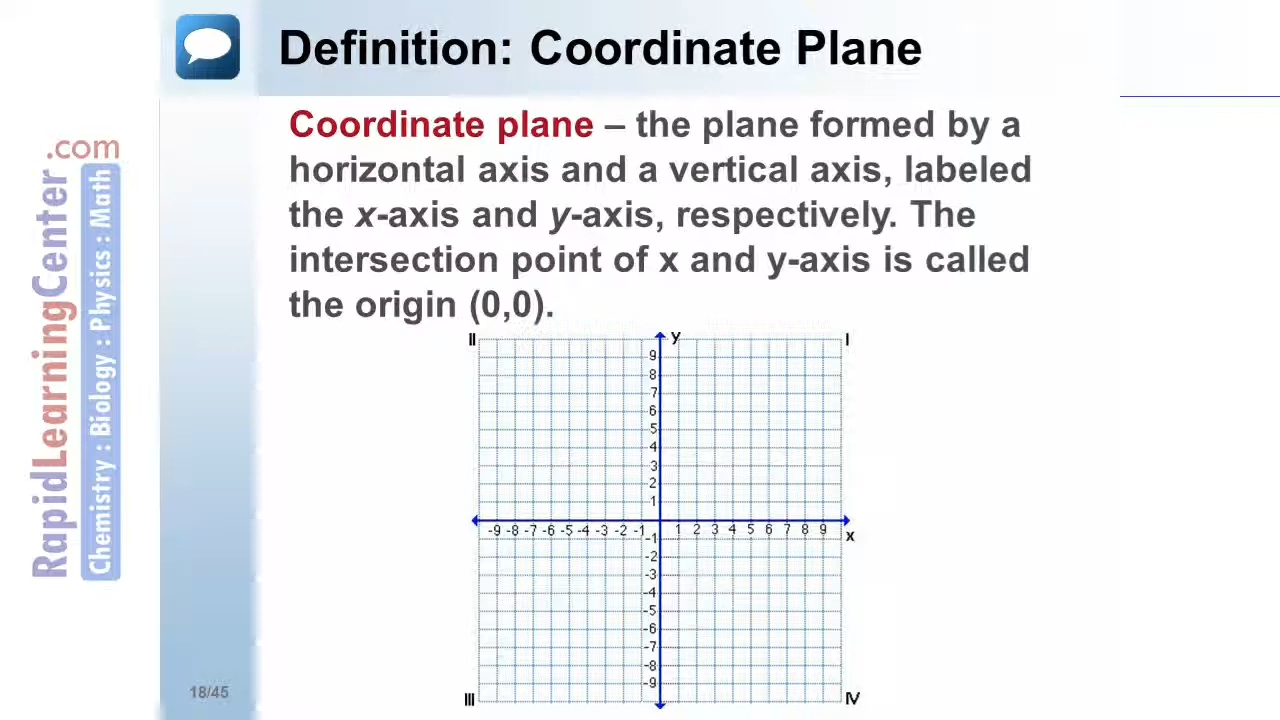 Definition: Coordinate Plane
Coordinate plane – the plane formed by a
horizontal axis and a vertical axis, labeled
the x-axis and y-axis, respectively. The
intersection point of x and y-axis is called
the origin (0,0).
RapidLearningCenter.com
Chemistry : Biology : Physics : Math
II
y
I
9
8
7
6
5
4
3
2
1
-9 -8 -7 -6 -5 -4 -3 -2 -1 1 2 3 4 5 6 7 8 9
x
-1
-2
-3
-4
-5
-6
-7
-8
-9
III
IV
18/45